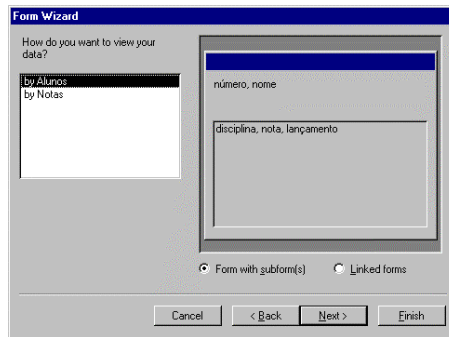 Form Wizard
How do you want to view your
data?
by Alunos
by Notas
número, nome
disciplina, nota, lançamento
Form with subform(s)
Linked forms
Cancel
< Back
Next >
Finish